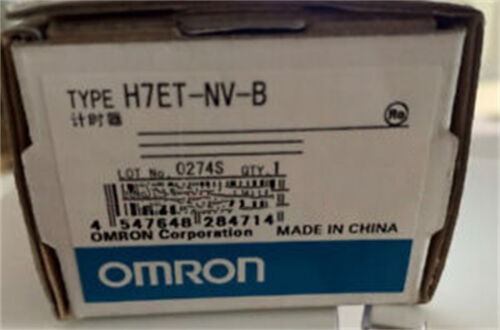 TYPE H7ET-NV-B
计时器
LOT No. 0274S QTY. 1
4 547648 284714
OMRON Corporation MADE IN CHINA
OMRON